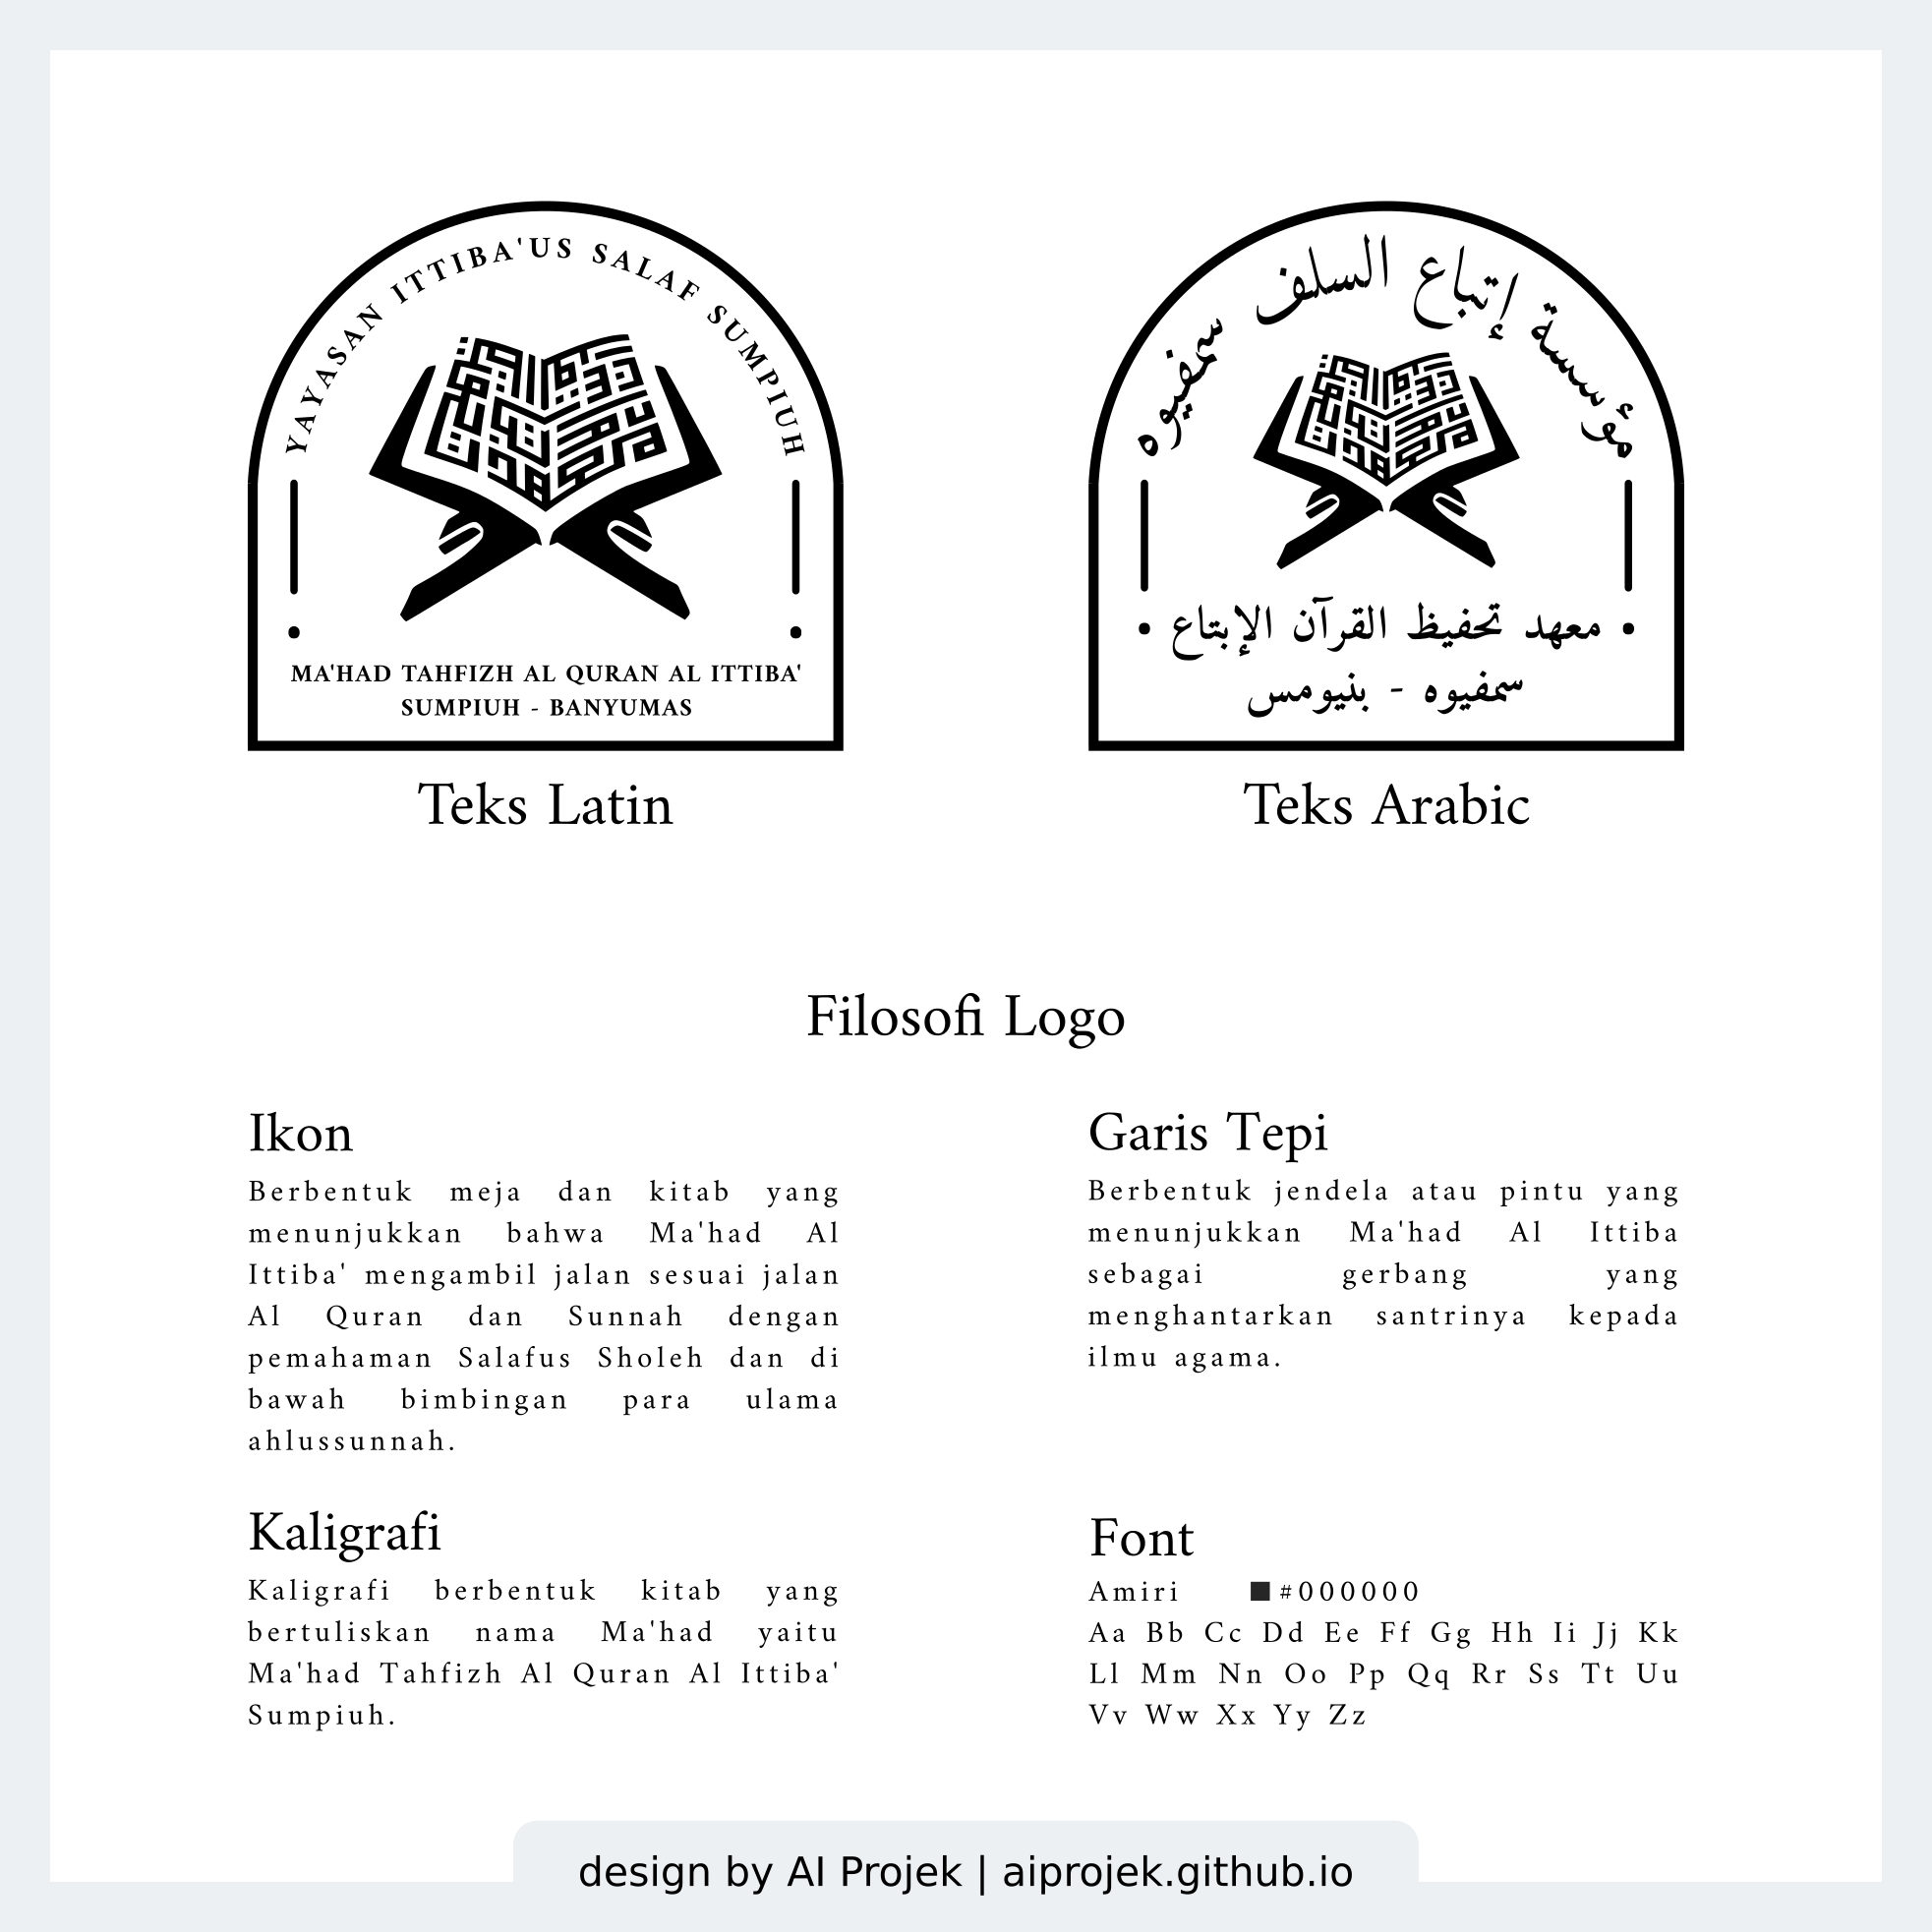 YAYASAN ITTIBA'US SALAF SUMPIUH
MA'HAD TAHFIZH AL QURAN AL ITTIBA'
SUMPIUH - BANYUMAS
Teks Latin
مؤسسة إتباع السلف سمفيوه
معهد تحفيظ القرآن الإبتاع
سمفيوه - بنيومس
Teks Arabic
Filosofi Logo
Ikon
Berbentuk meja dan kitab yang
menunjukkan bahwa Ma'had Al
Ittiba' mengambil jalan sesuai jalan
Al Quran dan Sunnah dengan
pemahaman Salafus Sholeh dan di
bawah bimbingan para ulama
ahlussunnah.
Garis Tepi
Berbentuk jendela atau pintu yang
menunjukkan Ma'had Al Ittiba
sebagai gerbang yang
menghantarkan santrinya kepada
ilmu agama.
Kaligrafi
Kaligrafi berbentuk kitab yang
bertuliskan nama Ma'had yaitu
Ma'had Tahfizh Al Quran Al Ittiba'
Sumpiuh.
Font
Amiri #000000
Aa Bb Cc Dd Ee Ff Gg Hh Ii Jj Kk
Ll Mm Nn Oo Pp Qq Rr Ss Tt Uu
Vv Ww Xx Yy Zz
design by AI Projek | aiprojek.github.io